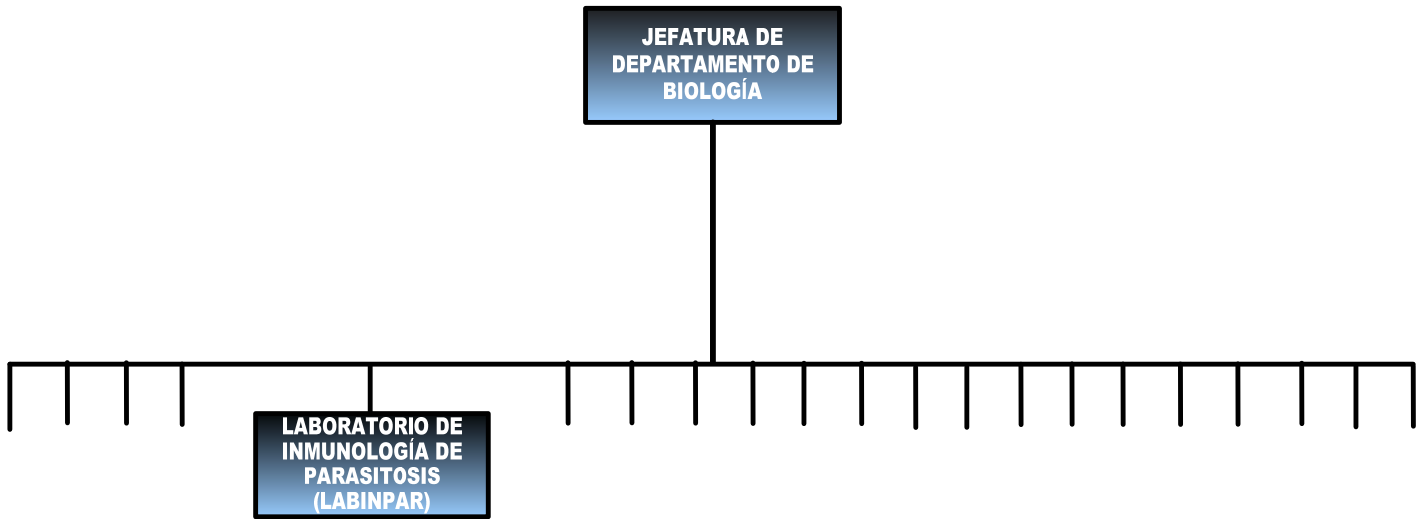 JEFATURA DE
DEPARTAMENTO DE
BIOLOGÍA
LABORATORIO DE
INMUNOLOGÍA DE
PARASITOSIS
(LABINPAR)